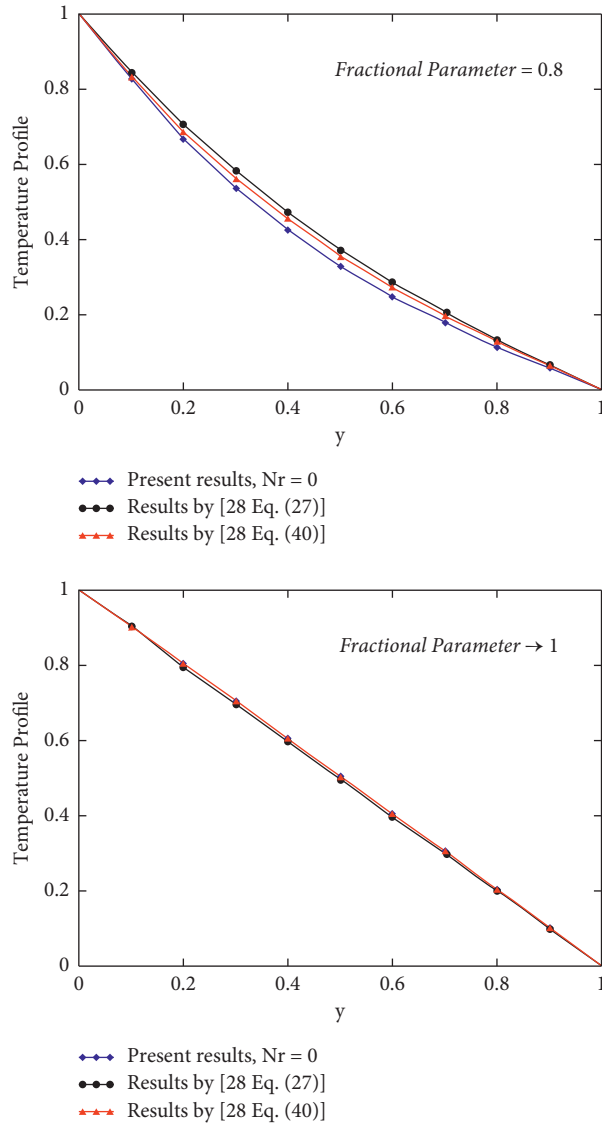 1
0.8
0.6
0.4
0.2
0
Temperature Profile
Fractional Parameter = 0.8
0 0.2 0.4 0.6 0.8 1
y
Present results, Nr = 0
Results by [28 Eq. (27)]
Results by [28 Eq. (40)]
1
0.8
0.6
0.4
0.2
0
Temperature Profile
Fractional Parameter → 1
0 0.2 0.4 0.6 0.8 1
y
Present results, Nr = 0
Results by [28 Eq. (27)]
Results by [28 Eq. (40)]